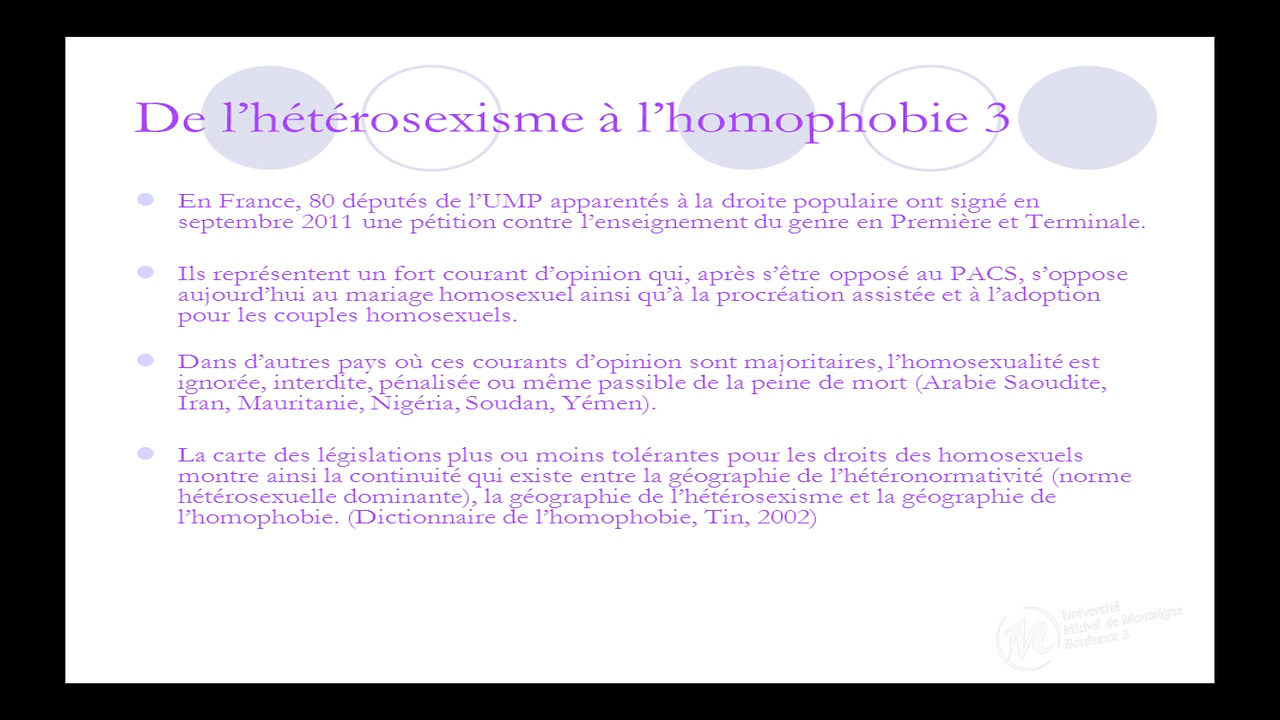 De l’hétérosexisme à l’homophobie 3
En France, 80 députés de l’UMP apparentés à la droite populaire ont signé en
septembre 2011 une pétition contre l’enseignement du genre en Première et Terminale.
Ils représentent un fort courant d’opinion qui, après s’être opposé au PACS, s’oppose
aujourd’hui au mariage homosexuel ainsi qu’à la procréation assistée et à l’adoption
pour les couples homosexuels.
Dans d’autres pays où ces courants d’opinion sont majoritaires, l’homosexualité est
ignorée, interdite, pénalisée ou même passible de la peine de mort (Arabie Saoudite,
Iran, Mauritanie, Nigéria, Soudan, Yémen).
La carte des législations plus ou moins tolérantes pour les droits des homosexuels
montre ainsi la continuité qui existe entre la géographie de l’hétéronormativité (norme
hétérosexuelle dominante), la géographie de l’hétérosexisme et la géographie de
l’homophobie. (Dictionnaire de l’homophobie, Tin, 2002)
Université
Michel de Montaigne
Bordeaux 3